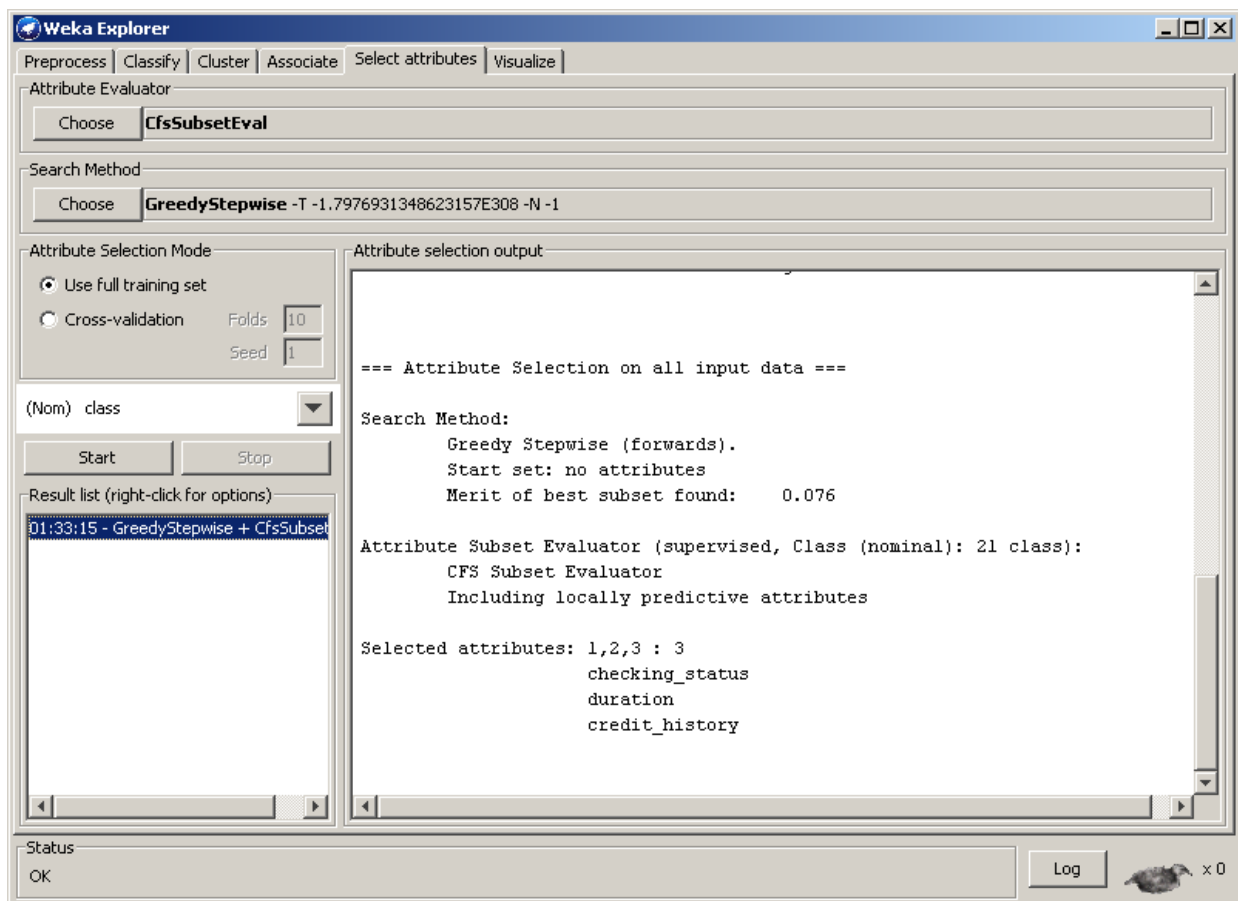 Weka Explorer
Preprocess Classify Cluster Associate Select attributes Visualize
Attribute Evaluator
Choose CfsSubsetEval
Search Method
Choose GreedyStepwise -T -1.7976931348623157E308 -N -1
Attribute Selection Mode
Use full training set
Cross-validation Folds 10
Seed 1
(Nom) class
Start Stop
Result list (right-click for options)
01:33:15 - GreedyStepwise + CfsSubset
Attribute selection output
=== Attribute Selection on all input data ===
Search Method:
Greedy Stepwise (forwards).
Start set: no attributes
Merit of best subset found: 0.076
Attribute Subset Evaluator (supervised, Class (nominal): 21 class):
CFS Subset Evaluator
Including locally predictive attributes
Selected attributes: 1,2,3 : 3
checking_status
duration
credit_history
Status
OK
Log x 0